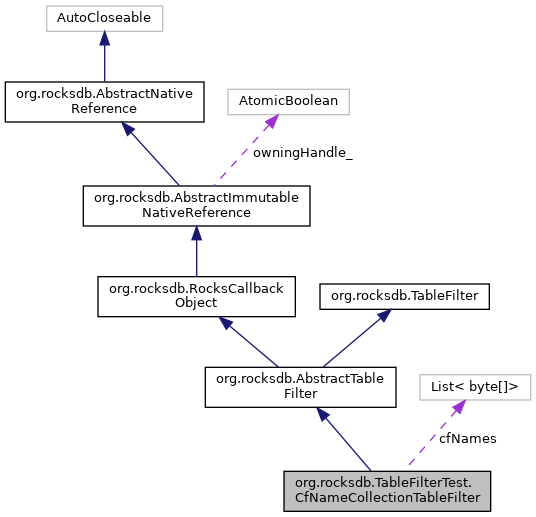 AutoCloseable
org.rocksdb.AbstractNative
Reference
AtomicBoolean
owningHandle_
org.rocksdb.AbstractImmutable
NativeReference
org.rocksdb.RocksCallback
Object
org.rocksdb.TableFilter
org.rocksdb.AbstractTable
Filter
List< byte[]>
cfNames
org.rocksdb.TableFilterTest.
CfNameCollectionTableFilter